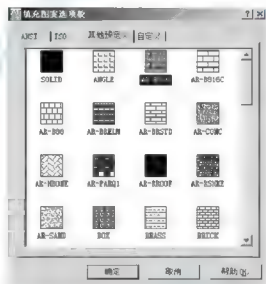 填充图案选项板
ANSI ISO 其他预定义 自定义
SOLID ANGLE AR-B816C
AR-B88 AR-BRELM AR-BRSTD AR-CONC
AR-HBONE AR-PARQ1 AR-RROOF AR-RSHKE
AR-SAND BOX BRASS BRICK
确定 取消 帮助(H)